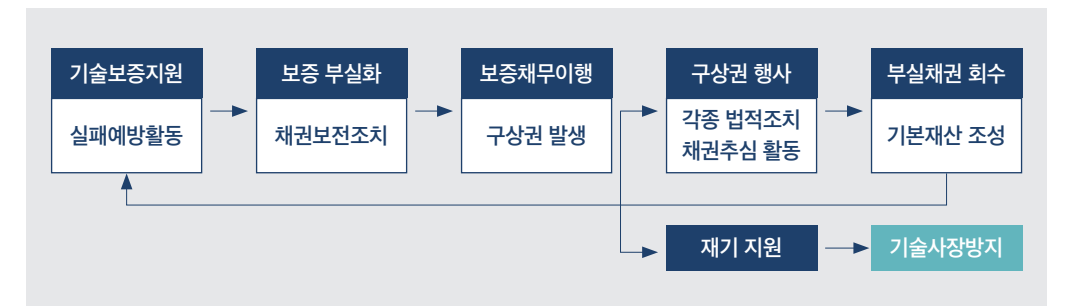 기술보증지원
실패예방활동
보증 부실화
채권보전조치
보증채무이행
구상권 발생
구상권 행사
각종 법적조치
채권추심 활동
부실채권 회수
기본재산 조성
재기 지원
기술사장방지